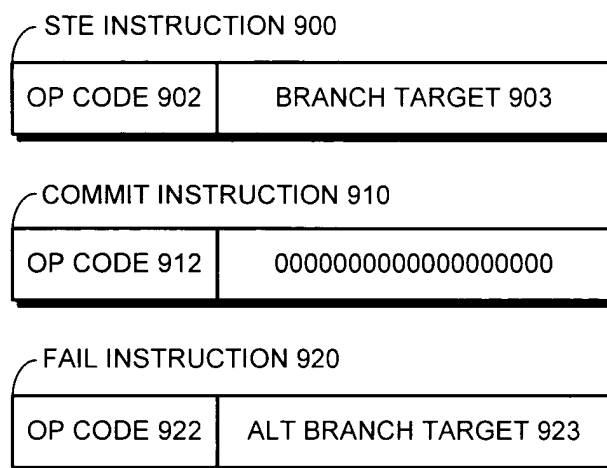 STE INSTRUCTION 900
OP CODE 902 BRANCH TARGET 903
COMMIT INSTRUCTION 910
OP CODE 912 0000000000000000000
FAIL INSTRUCTION 920
OP CODE 922 ALT BRANCH TARGET 923